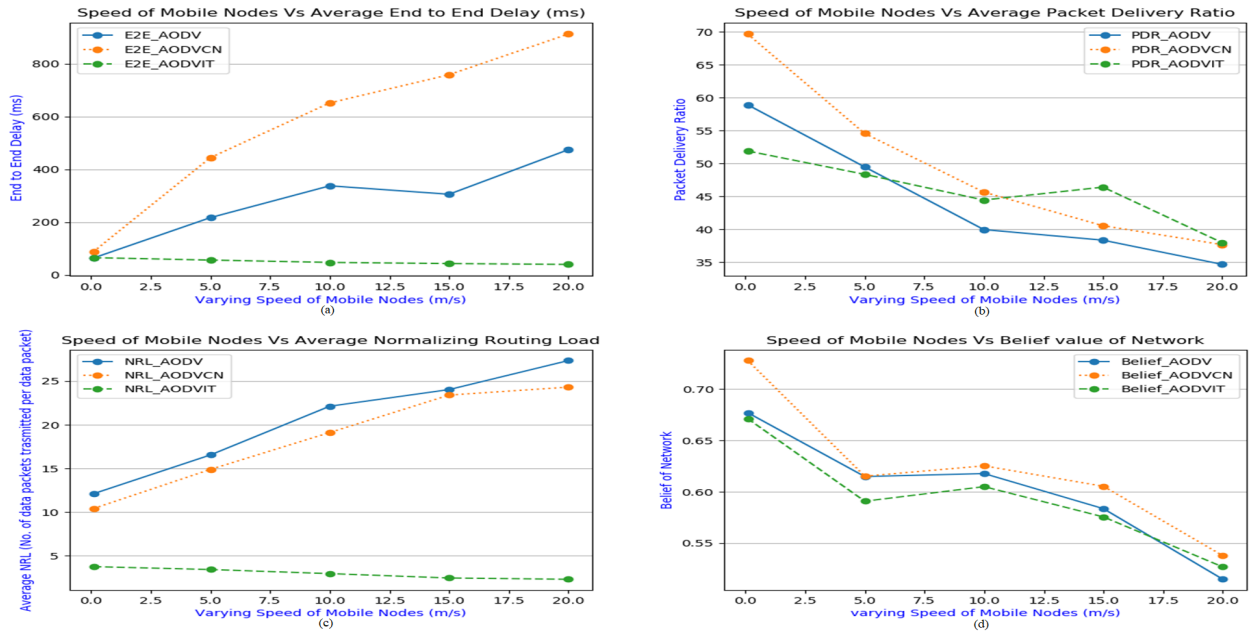 Speed of Mobile Nodes Vs Average End to End Delay (ms)
E2E_AODV
E2E_AODVCN
E2E_AODVIT
End to End Delay (ms)
800
600
400
200
0
0.0 2.5 5.0 7.5 10.0 12.5 15.0 17.5 20.0
Varying Speed of Mobile Nodes (m/s)
(a)
Speed of Mobile Nodes Vs Average Packet Delivery Ratio
PDR_AODV
PDR_AODVCN
PDR_AODVIT
Packet Delivery Ratio
70
65
60
55
50
45
40
35
0.0 2.5 5.0 7.5 10.0 12.5 15.0 17.5 20.0
Varying Speed of Mobile Nodes (m/s)
(b)
Speed of Mobile Nodes Vs Average Normalizing Routing Load
NRL_AODV
NRL_AODVCN
NRL_AODVIT
Average NRL (No. of data packets trasmitted per data packet)
25
20
15
10
5
0.0 2.5 5.0 7.5 10.0 12.5 15.0 17.5 20.0
Varying Speed of Mobile Nodes (m/s)
(c)
Speed of Mobile Nodes Vs Belief value of Network
Belief_AODV
Belief_AODVCN
Belief_AODVIT
Belief of Network
0.70
0.65
0.60
0.55
0.0 2.5 5.0 7.5 10.0 12.5 15.0 17.5 20.0
varying Speed of Mobile Nodes (m/s)
(d)